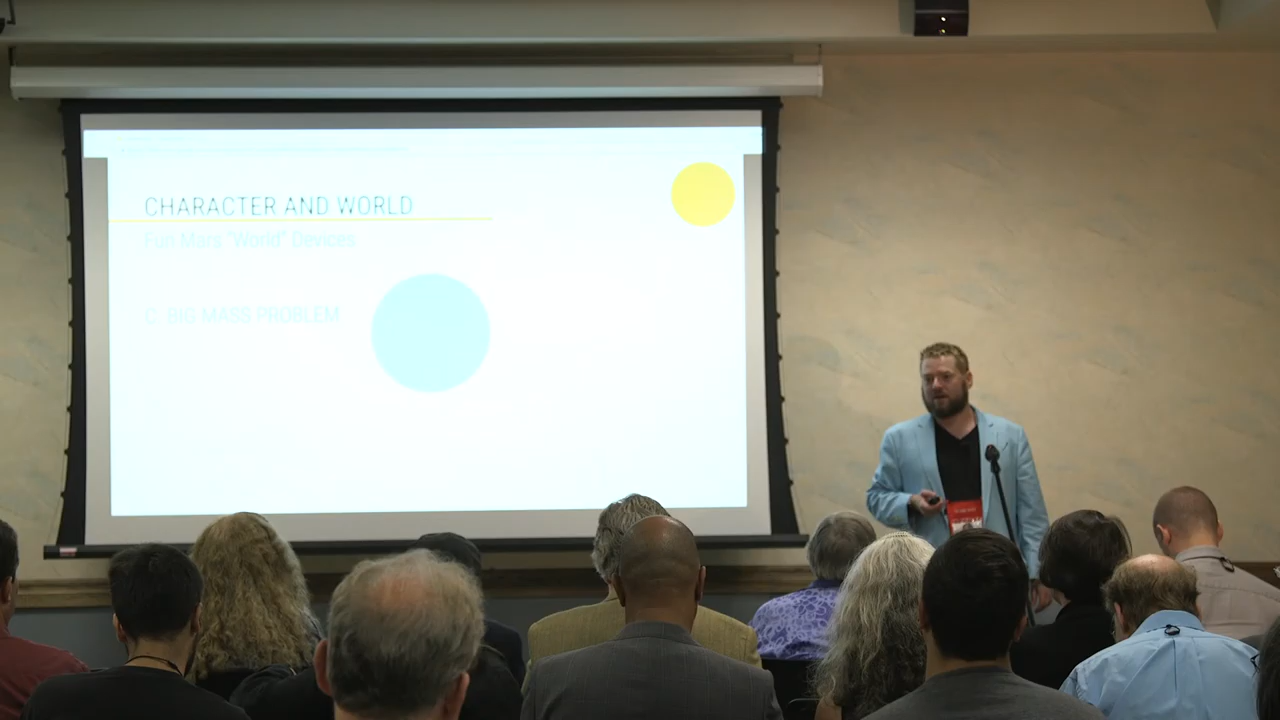 CHARACTER AND WORLD
Fun Mars "World" Devices
C. BIG MASS PROBLEM